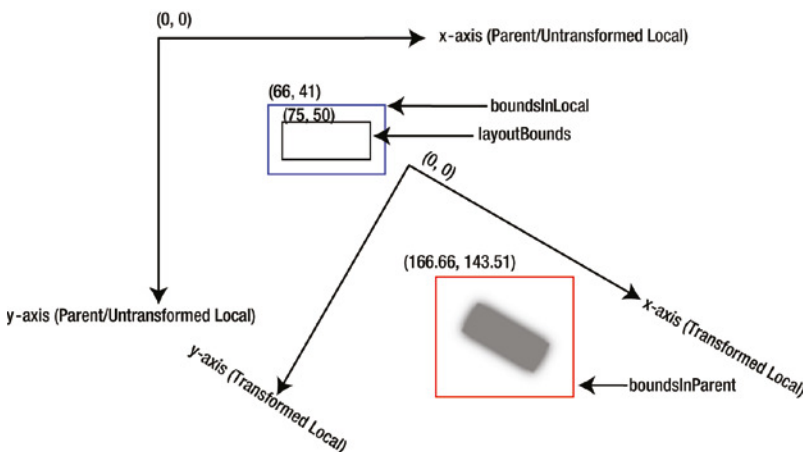 (0, 0)
x-axis (Parent/Untransformed Local)
(66, 41)
boundsInLocal
(75, 50)
layoutBounds
(0, 0)
(166.66, 143.51)
x-axis (Transformed Local)
y-axis (Parent/Untransformed Local)
y-axis (Transformed Local)
boundsInParent